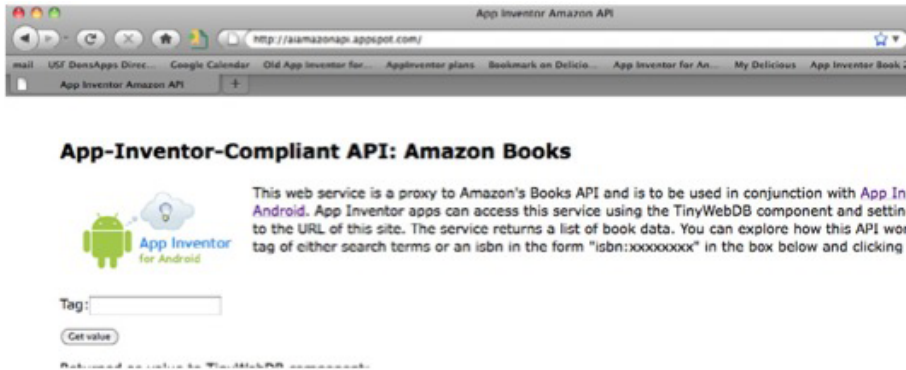 App Inventor Amazon API
http://aiamazonapi.appspot.com/
mail USF DonsApps Direc... Google Calendar Old App Inventor for... AppInventor plans Bookmark on Delicio... App Inventor for An... My Delicious App Inventor Book 2
App Inventor Amazon API +
App-Inventor-Compliant API: Amazon Books
This web service is a proxy to Amazon's Books API and is to be used in conjunction with App In
Android. App Inventor apps can access this service using the TinyWebDB component and settin
to the URL of this site. The service returns a list of book data. You can explore how this API wor
tag of either search terms or an isbn in the form "isbn:xxxxxxxx" in the box below and clicking
App Inventor
for Android
Tag:
Get value
Returned as value to TinyWebDB component: